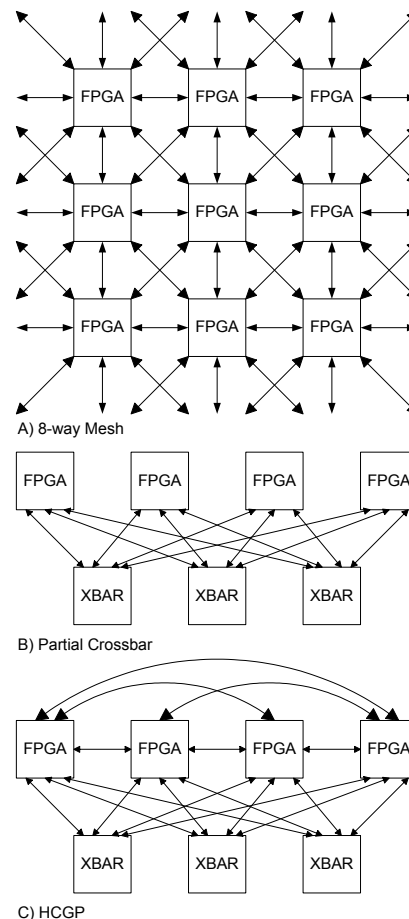 FPGA FPGA FPGA
FPGA FPGA FPGA
FPGA FPGA FPGA
A) 8-way Mesh
FPGA FPGA FPGA FPGA
XBAR XBAR XBAR
B) Partial Crossbar
FPGA FPGA FPGA FPGA
XBAR XBAR XBAR
C) HCGP